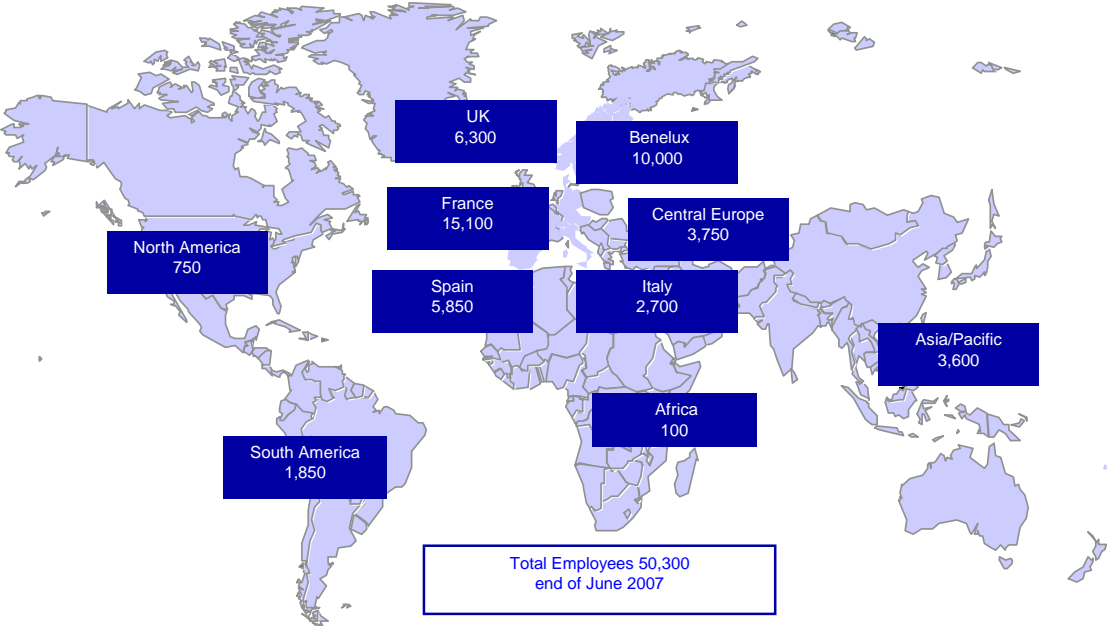 UK
6,300
Benelux
10,000
France
15,100
Central Europe
3,750
North America
750
Spain
5,850
Italy
2,700
Asia/Pacific
3,600
Africa
100
South America
1,850
Total Employees 50,300
end of June 2007